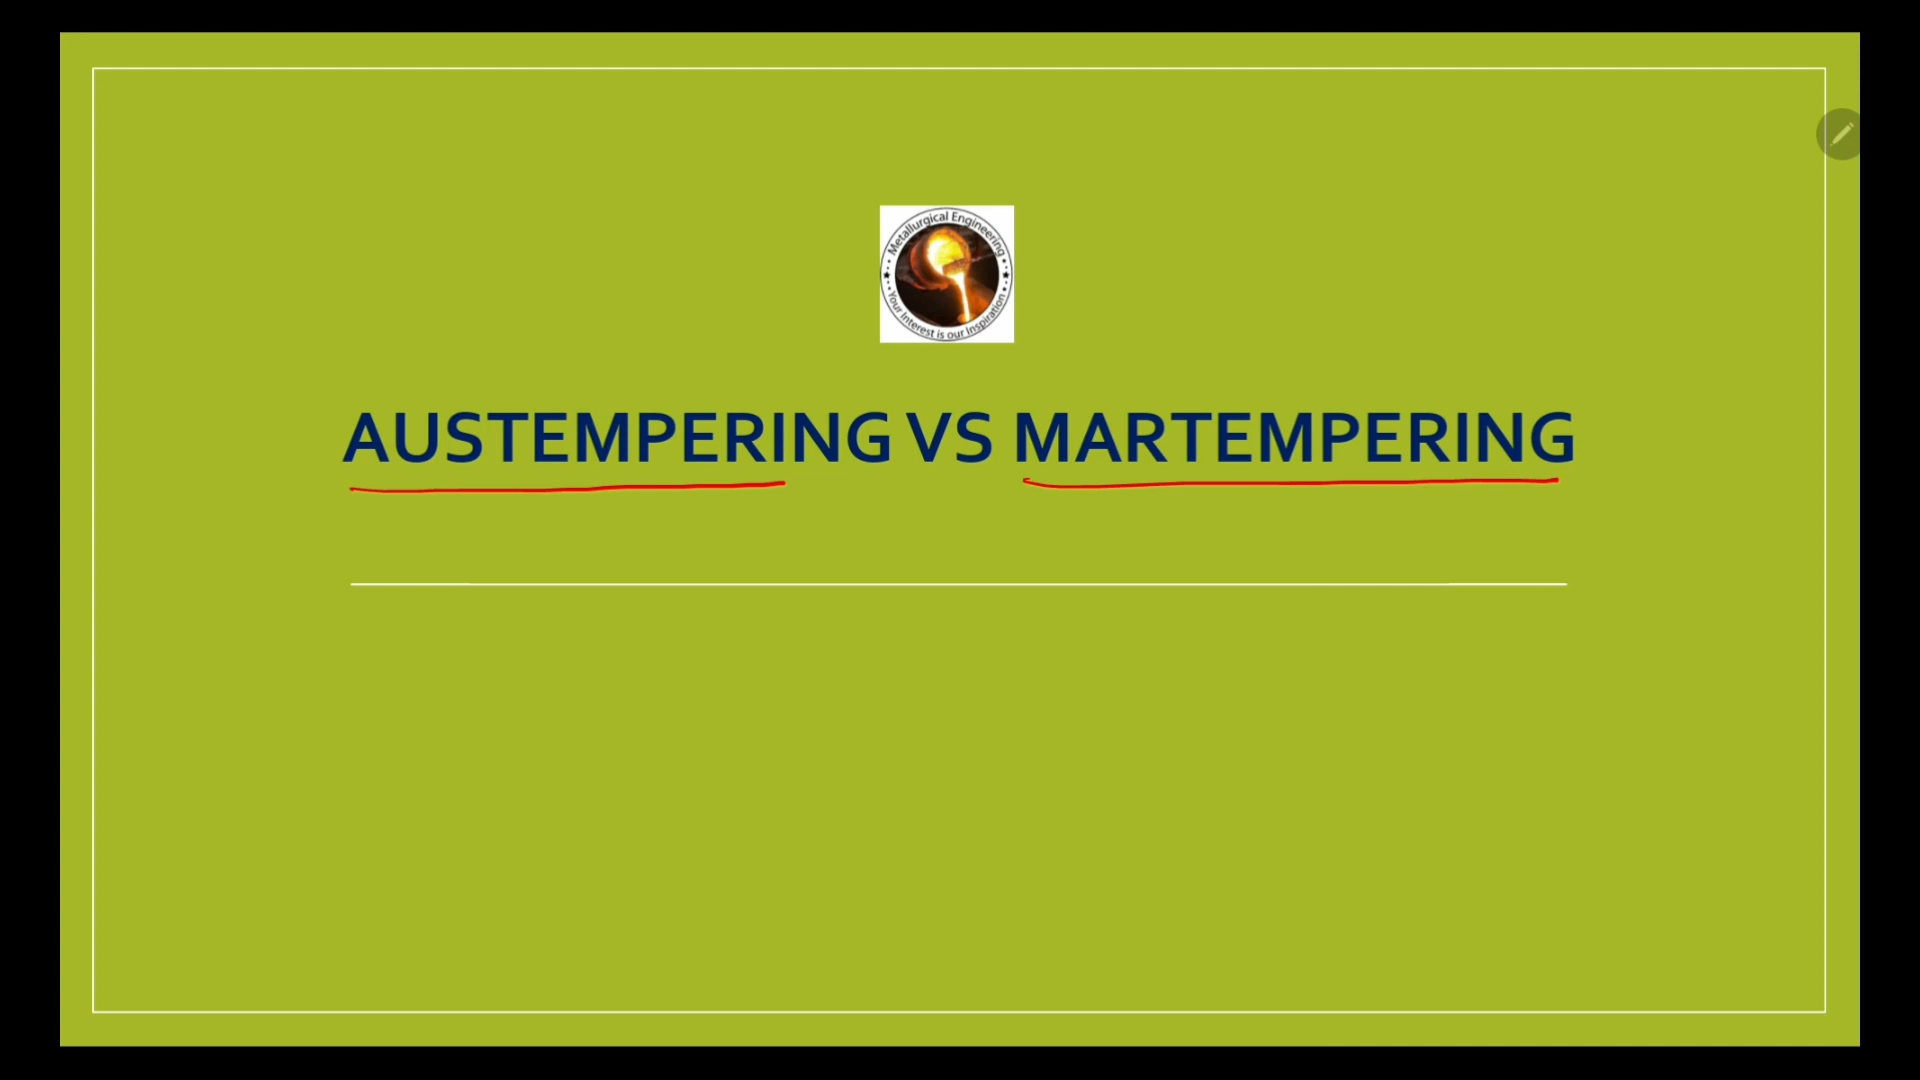 Metallurgical Engineering
Your Interest is our Inspiration
AUSTEMPERING VS MARTEMPERING